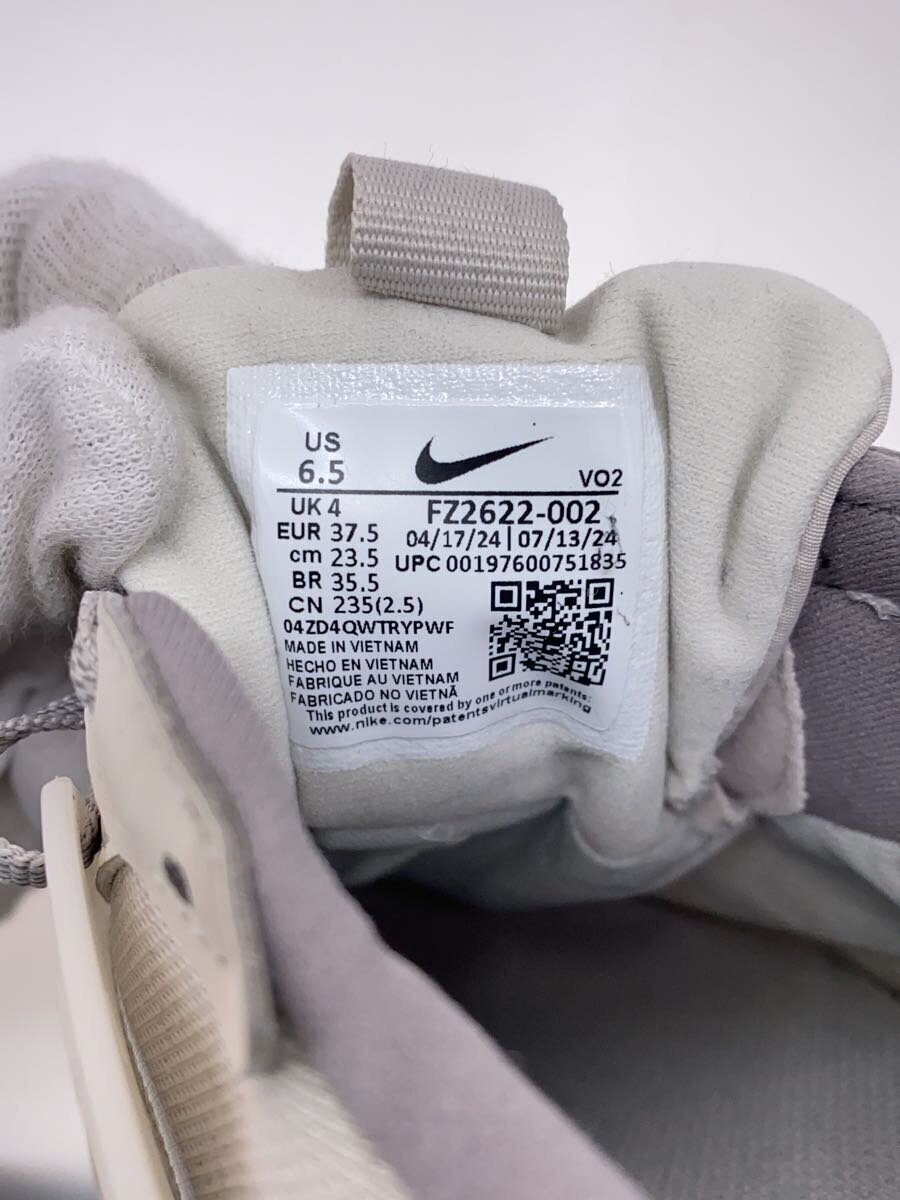 US
6.5
VO2
UK 4
EUR 37.5
cm 23.5
BR 35.5
CN 235(2.5)
FZ2622-002
04/17/24 | 07/13/24
UPC 00197600751835
04ZD4QWTRYPWF
MADE IN VIETNAM
HECHO EN VIETNAM
FABRIQUE AU VIETNAM
FABRICADO NO VIETNÃ
This product is covered by one or more patents:
www.nike.com/patentsvirtualmarking